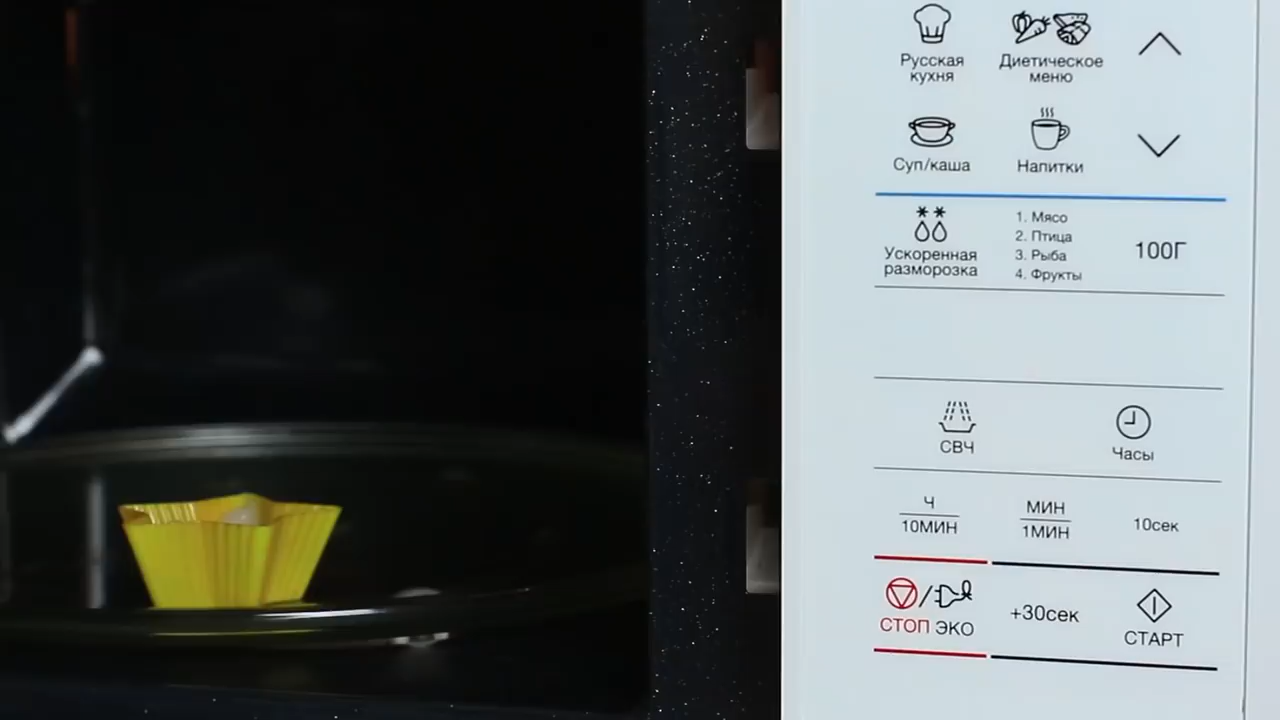 Русская
кухня
Диетическое
меню
Суп/каша
Напитки
Ускоренная
разморозка
1. Мясо
2. Птица
3. Рыба
4. Фрукты
100Г
СВЧ
Часы
Ч
10МИН
МИН
1МИН
10сек
СТОП ЭКО
+30сек
СТАРТ